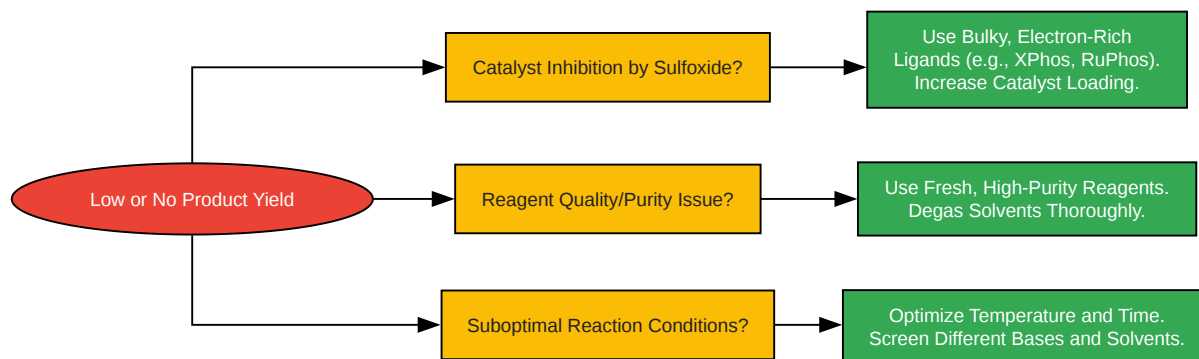 Low or No Product Yield
Catalyst Inhibition by Sulfoxide?
Use Bulky, Electron-Rich
Ligands (e.g., XPhos, RuPhos).
Increase Catalyst Loading.
Reagent Quality/Purity Issue?
Use Fresh, High-Purity Reagents.
Degas Solvents Thoroughly.
Suboptimal Reaction Conditions?
Optimize Temperature and Time.
Screen Different Bases and Solvents.